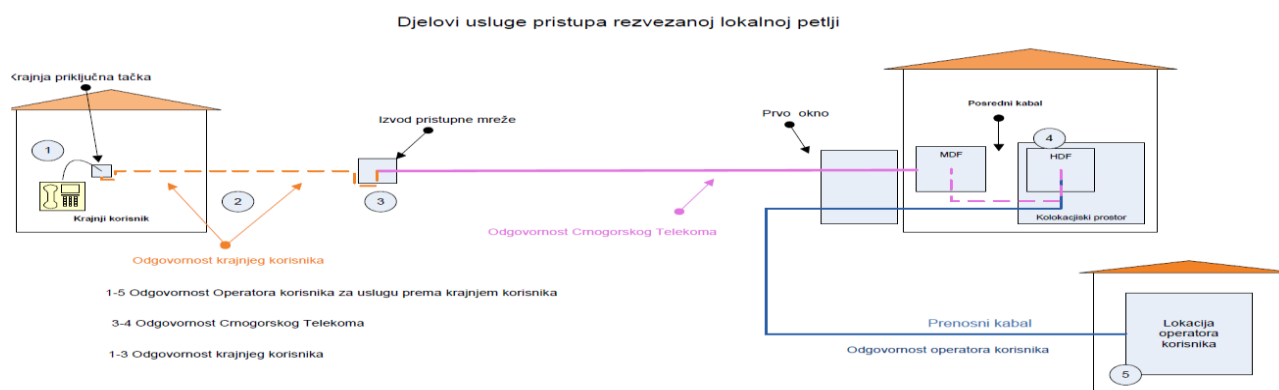 Djelovi usluge pristupa rezvezanoj lokalnoj petlji
Krajnja priključna tačka
Izvod pristupne mreže
Prvo okno
Posredni kabal
1
4
MDF
HDF
2
3
Krajnji korisnik
Kolokacjiski prostor
Odgovornost Crnogorskog Telekoma
Odgovornost krajnjeg korisnika
1-5 Odgovornost Operatora korisnika za uslugu prema krajnjem korisnika
3-4 Odgovornost Crnogorskog Telekoma
1-3 Odgovornost krajnjeg korisnika
Prenosni kabal
Odgovornost operatora korisnika
Lokacija
operatora
korisnika
5